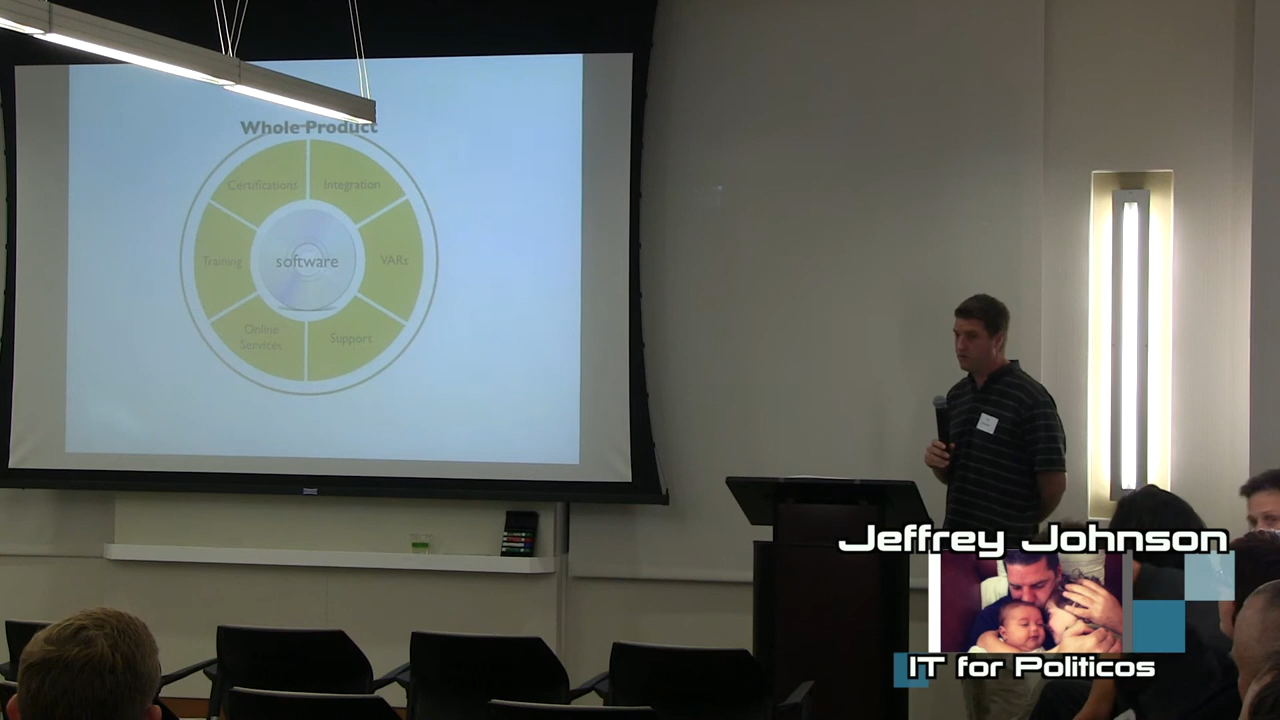 Whole Product
Certifications
Integration
Training
software
VARs
Online
Services
Support
Jeffrey Johnson
IT for Politicos